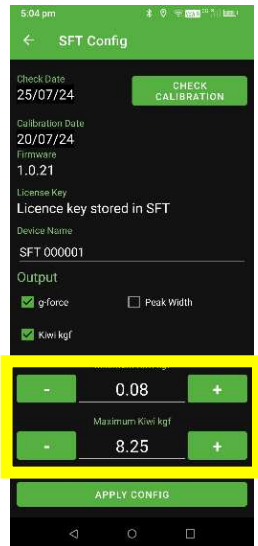 5:04 pm
SFT Config
Check Date
25/07/24
CHECK
CALIBRATION
Calibration Date
20/07/24
Firmware
1.0.21
License Key
Licence key stored in SFT
Device Name
SFT 000001
Output
g-force
Peak Width
Kiwi kgf
- 0.08 +
Maximum Kiwi kgf
- 8.25 +
APPLY CONFIG